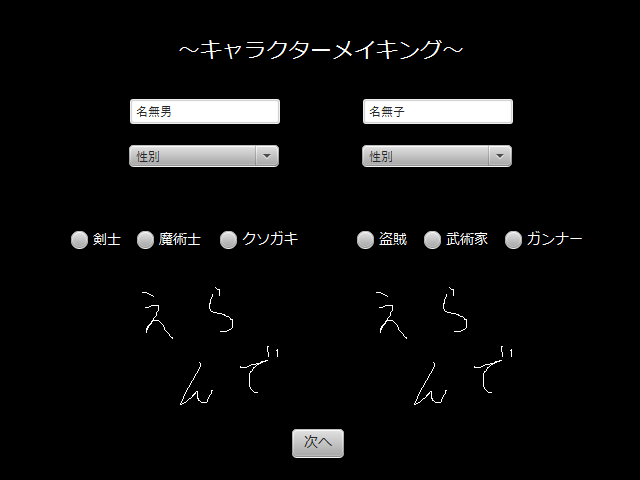 ～キャラクターメイキング～
名無男 名無子
性別 性別
剣士 魔術士 クソガキ 盗賊 武術家 ガンナー
えら えら
んで んで
次へ